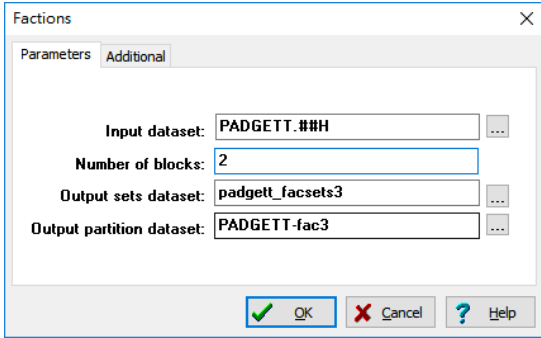 Factions
Parameters Additional
Input dataset: PADGETT.##H ...
Number of blocks: 2
Output sets dataset: padgett_facsets3 ...
Output partition dataset: PADGETT-fac3 ...
OK Cancel ? Help